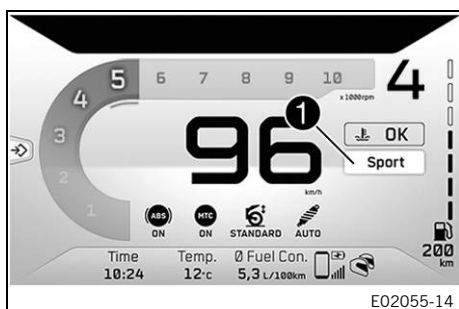 5 6 7 8 9 10
4
3
2
1
x1000rpm
4
1
96
km/h
OK
Sport
ABS
MTC
ON
ON
STANDARD
AUTO
200
km
Time
Temp.
Ø Fuel Con.
10:24
12°c
5,3 L/100km
E02055-14